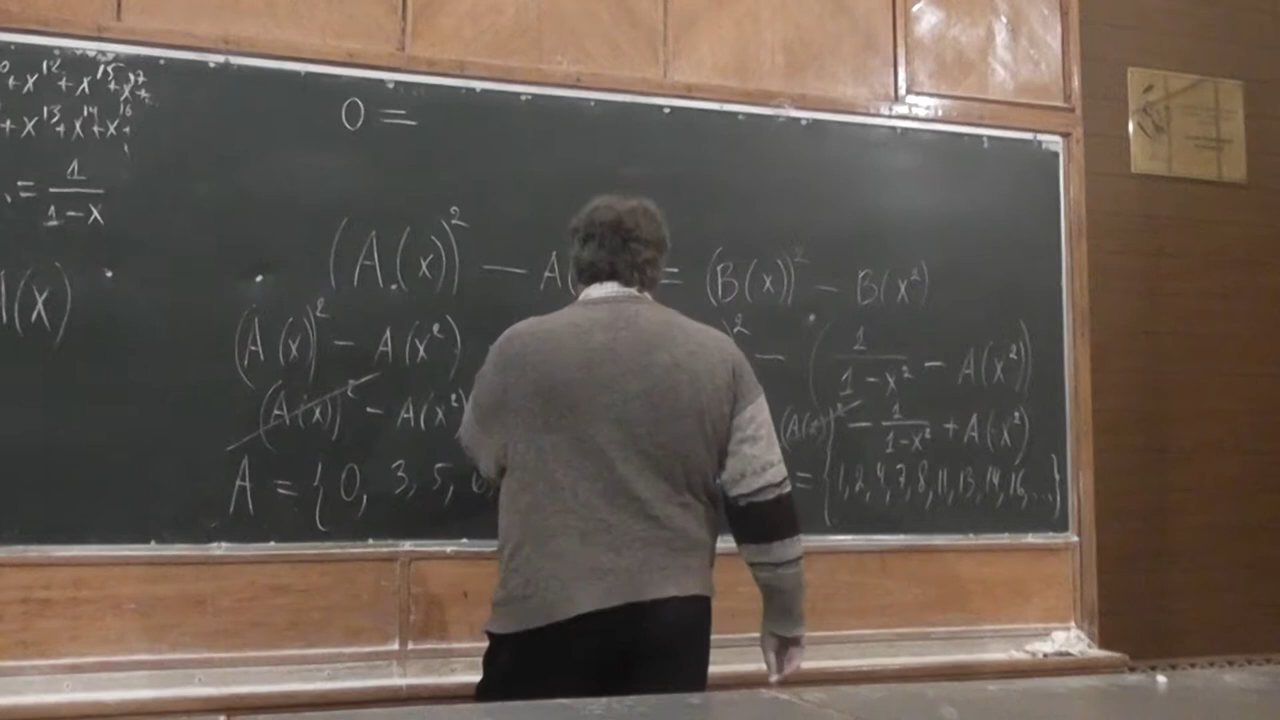 +x¹²+x¹⁵+x¹⁷+
+x¹³+x¹⁴+x¹⁶+
= 1/(1-x)
(x)
0 =
(A(x))² — A( = (B(x))² - B(x²)
(A(x))² - A(x²) )² - (1/(1-x²) - A(x²))
(A(x))² - A(x²) (A(x))² - 1/(1-x²) + A(x²)
A = {0, 3, 5, = {1,2,4,7,8,11,13,14,16,...}